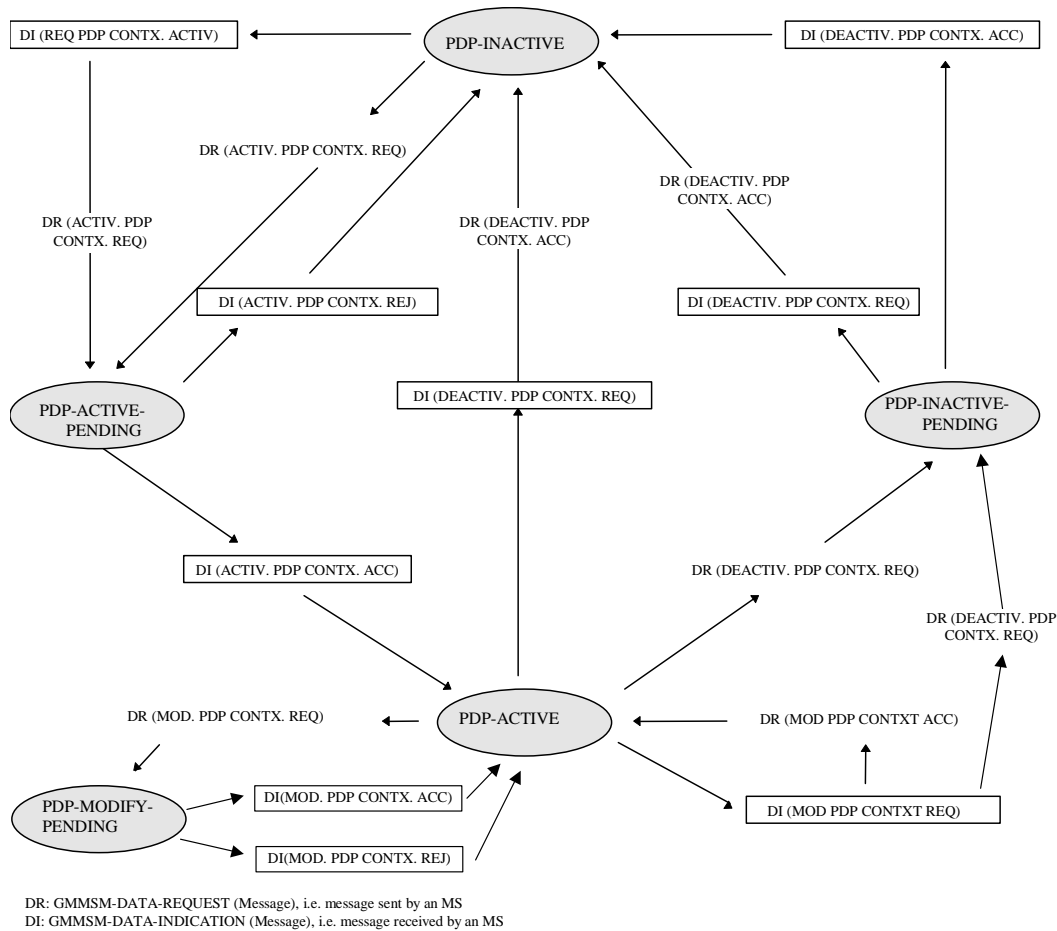 DI (REQ PDP CONTX. ACTIV)
PDP-INACTIVE
DI (DEACTIV. PDP CONTX. ACC)
DR (ACTIV. PDP CONTX. REQ)
DR (DEACTIV. PDP
CONTX. ACC)
DR (ACTIV. PDP
CONTX. REQ)
DR (DEACTIV. PDP
CONTX. ACC)
DI (ACTIV. PDP CONTX. REJ)
DI (DEACTIV. PDP CONTX. REQ)
PDP-ACTIVE-
PENDING
DI (DEACTIV. PDP CONTX. REQ)
PDP-INACTIVE-
PENDING
DI (ACTIV. PDP CONTX. ACC)
DR (DEACTIV. PDP CONTX. REQ)
DR (DEACTIV. PDP
CONTX. REQ)
DR (MOD. PDP CONTX. REQ)
PDP-ACTIVE
DR (MOD PDP CONTXT ACC)
PDP-MODIFY-
PENDING
DI(MOD. PDP CONTX. ACC)
DI (MOD PDP CONTXT REQ)
DI(MOD. PDP CONTX. REJ)
DR: GMMSM-DATA-REQUEST (Message), i.e. message sent by an MS
DI: GMMSM-DATA-INDICATION (Message), i.e. message received by an MS